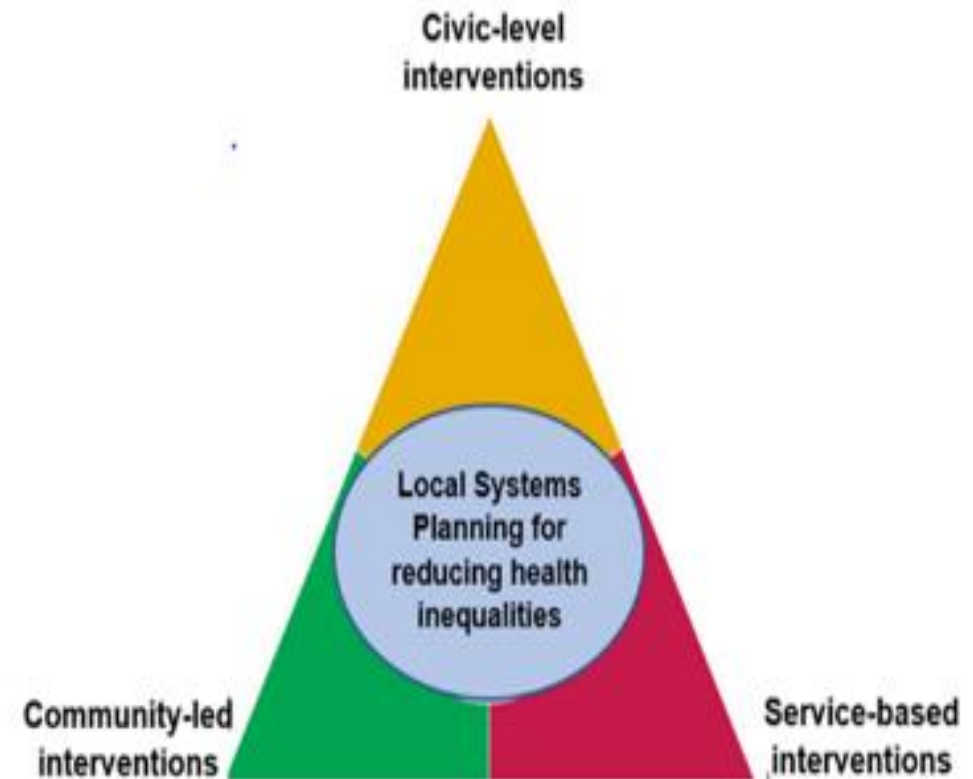 Civic-level
interventions
Local Systems
Planning for
reducing health
inequalities
Community-led
interventions
Service-based
interventions